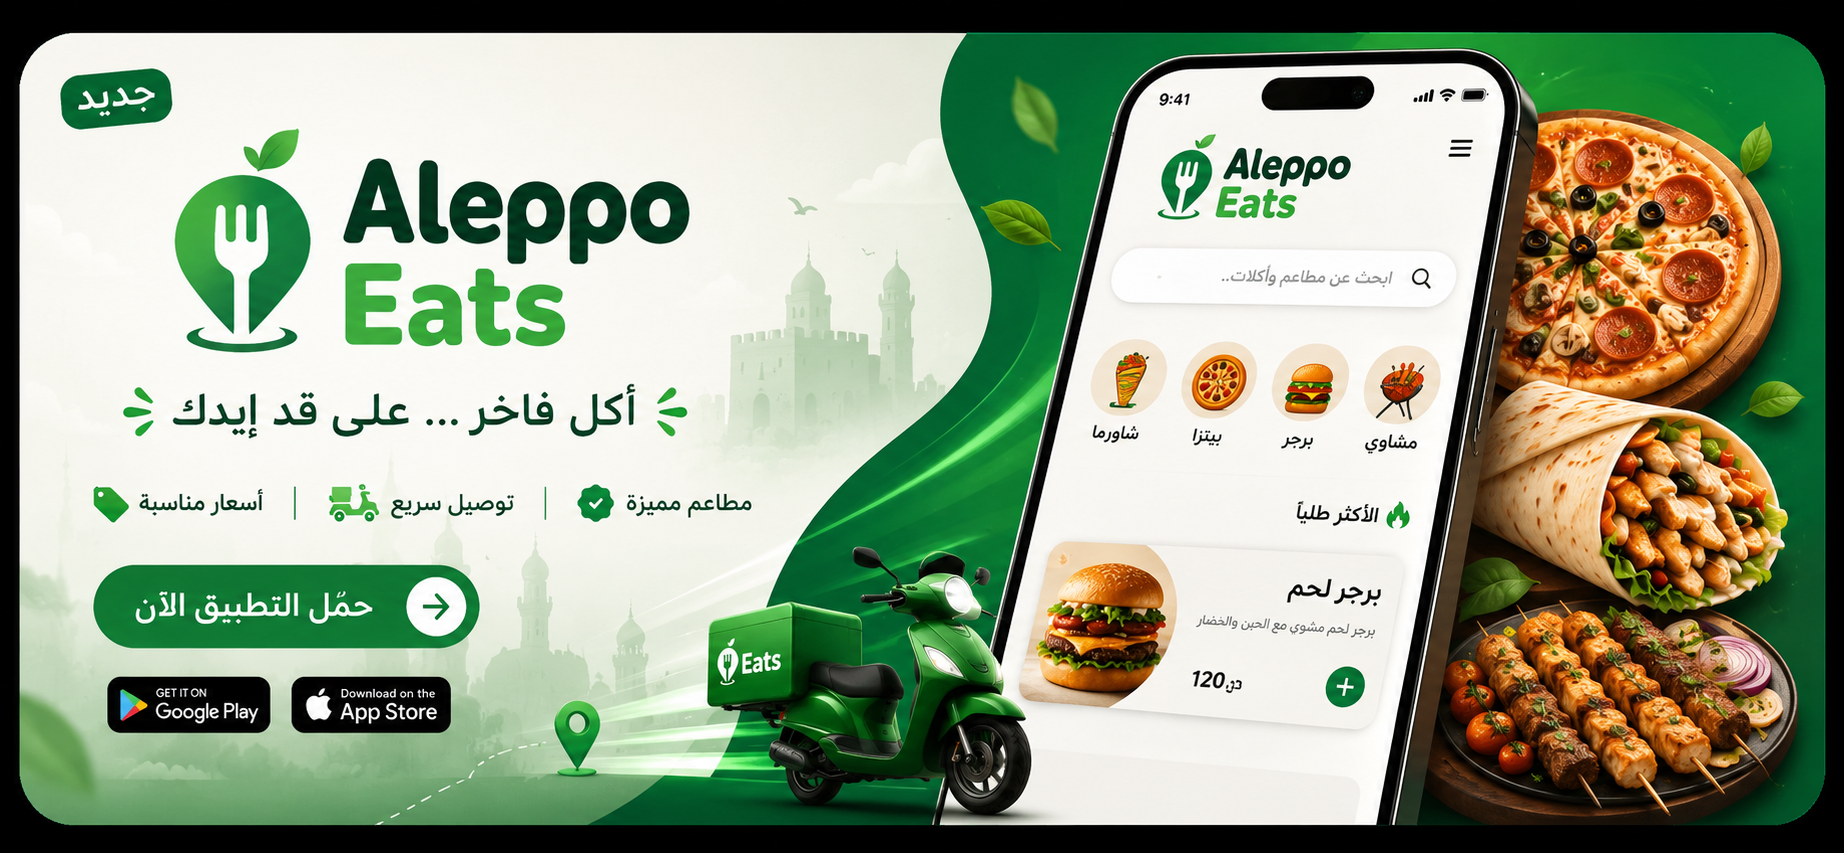 جديد
Aleppo
Eats
أكل فاخر ... على قد إيدك
مطاعم مميزة
توصيل سريع
أسعار مناسبة
حمّل التطبيق الآن
GET IT ON
Google Play
Download on the
App Store
Eats
9:41
Aleppo
Eats
ابحث عن مطاعم وأكلات..
مشاوي
برجر
بيتزا
شاورما
الأكثر طلباً
برجر لحم
برجر لحم مشوي مع الجبن والخضار
120